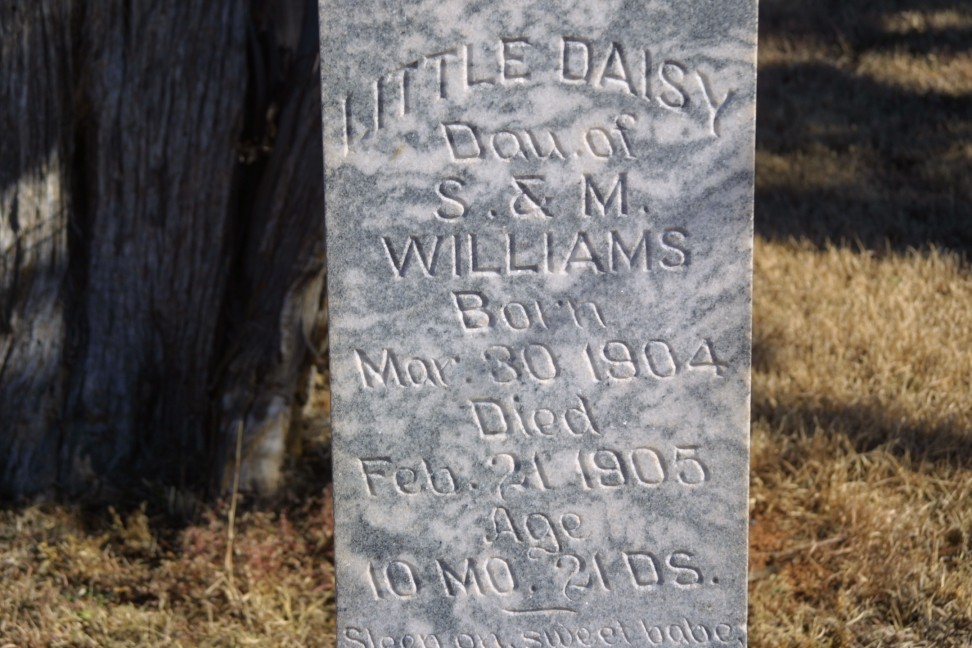 LITTLE DAISY
Dau. of
S. & M.
WILLIAMS
Born
Mar. 30 1904
Died
Feb. 21 1905
Age
10 MO. 21 DS.
Sleep on, sweet babe,